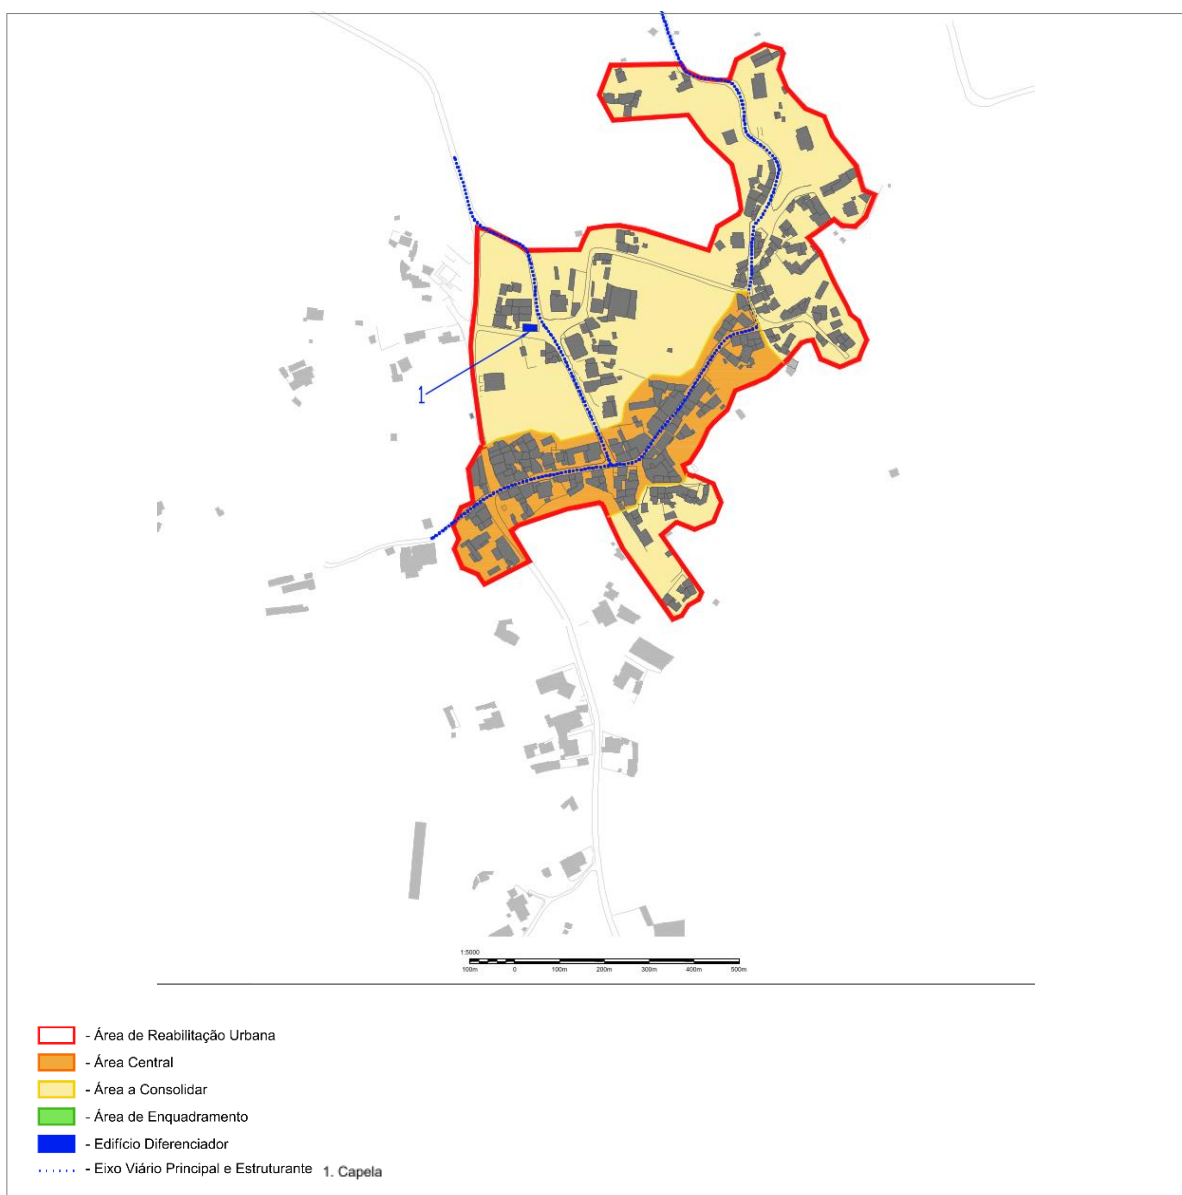 1
1:5000
100m 0 100m 200m 300m 400m 500m
- Área de Reabilitação Urbana
- Área Central
- Área a Consolidar
- Área de Enquadramento
- Edifício Diferenciador
- Eixo Viário Principal e Estruturante 1. Capela